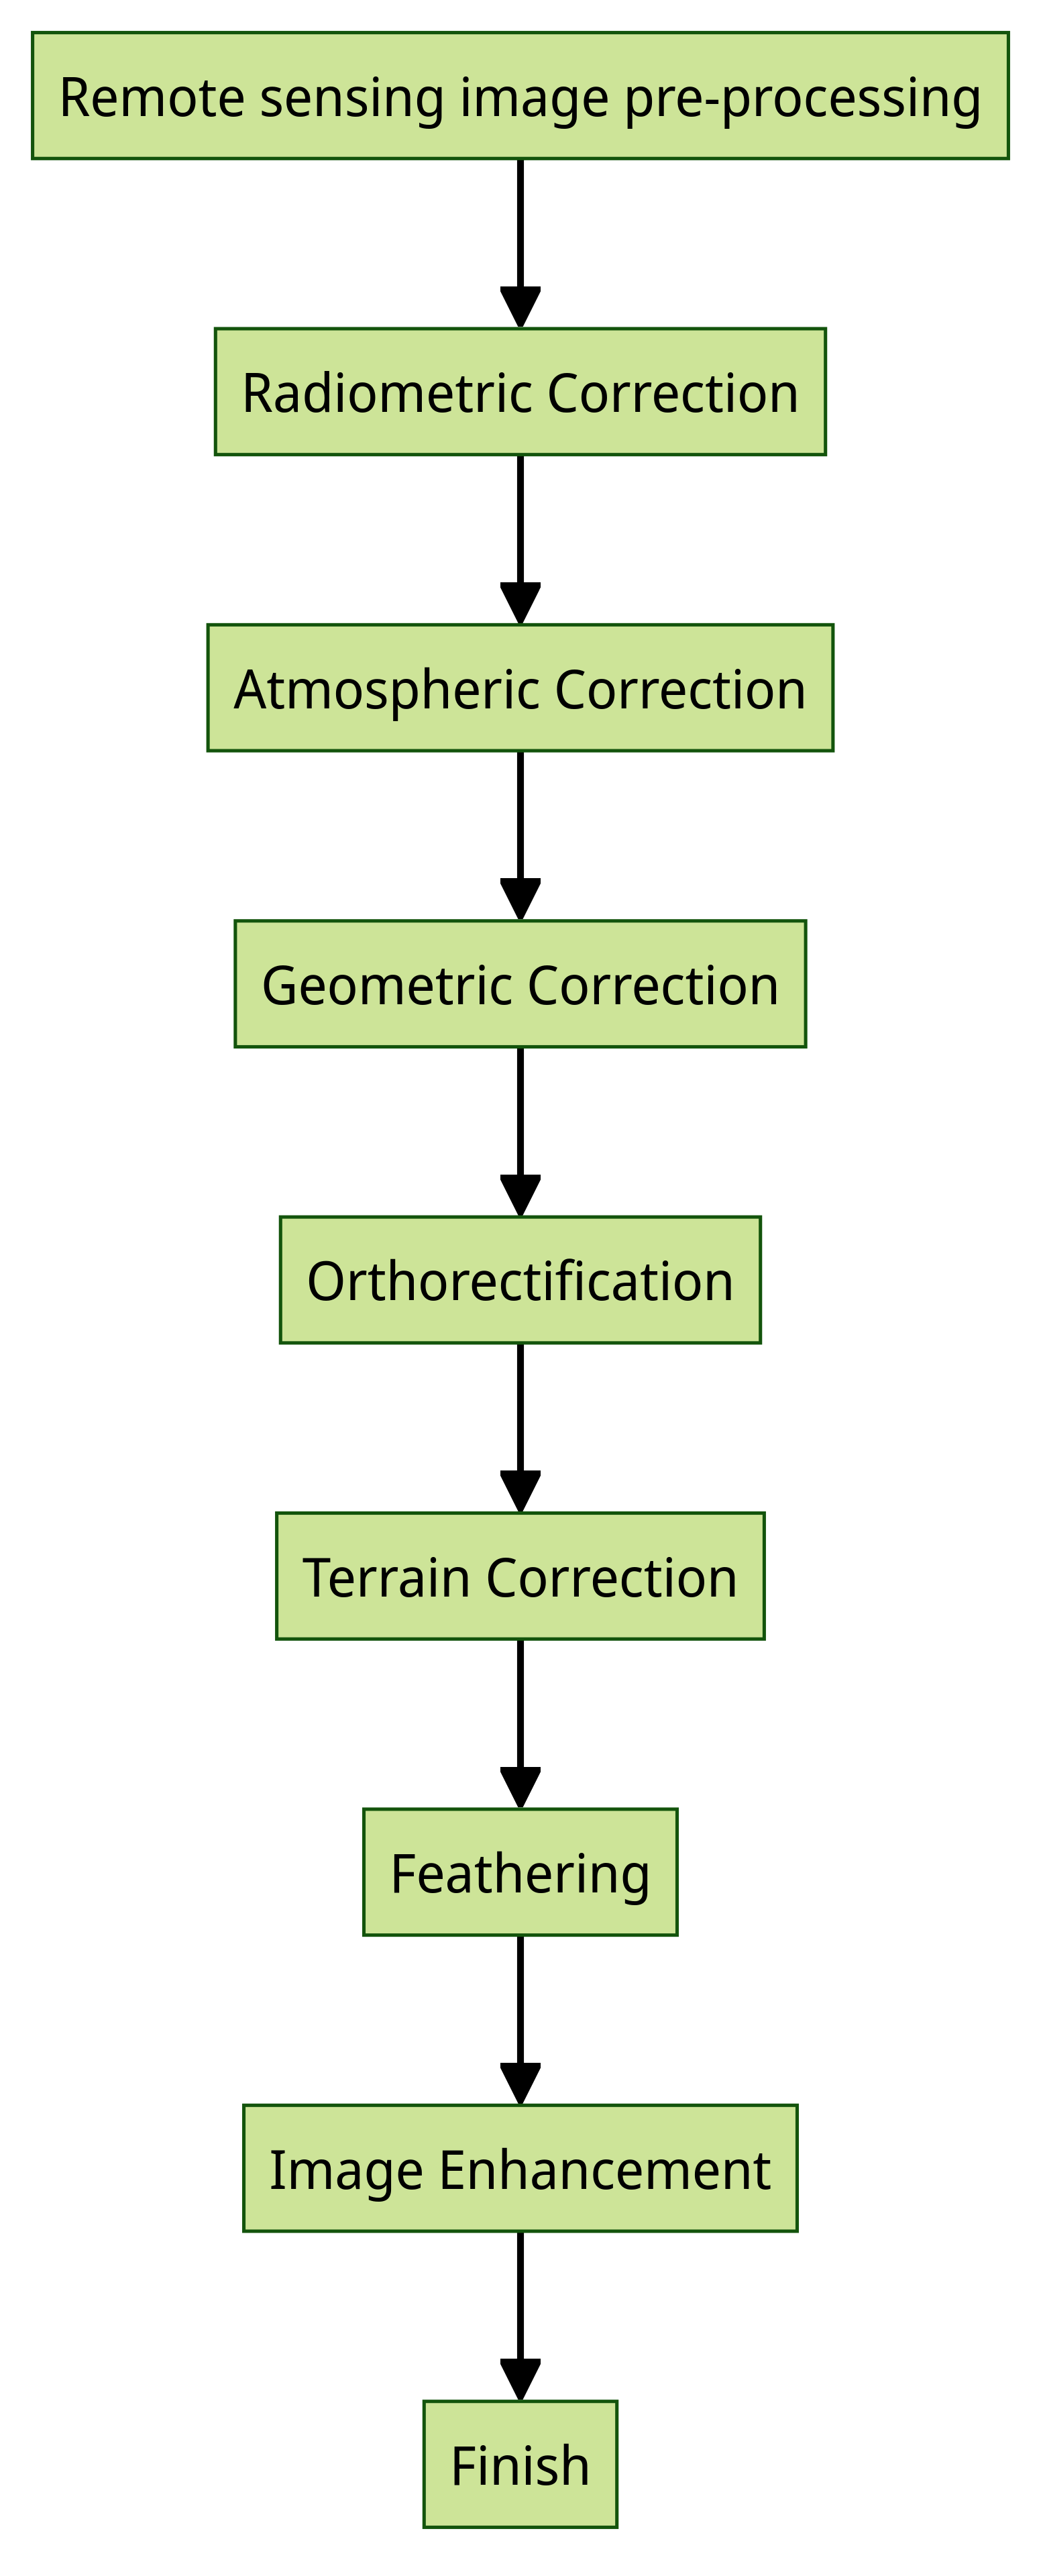 Remote sensing image pre-processing
Radiometric Correction
Atmospheric Correction
Geometric Correction
Orthorectification
Terrain Correction
Feathering
Image Enhancement
Finish